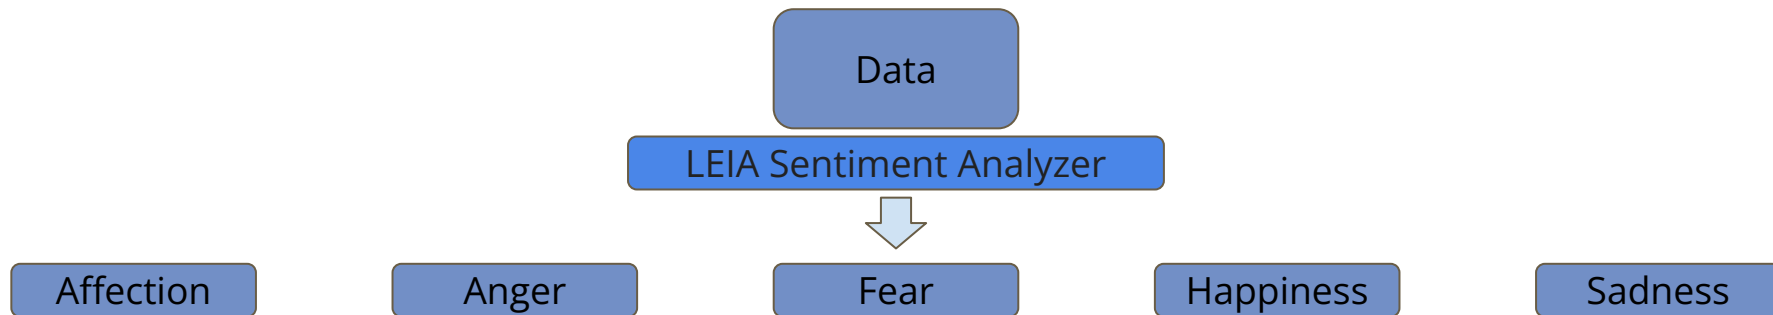 Data
LEIA Sentiment Analyzer
Affection
Anger
Fear
Happiness
Sadness